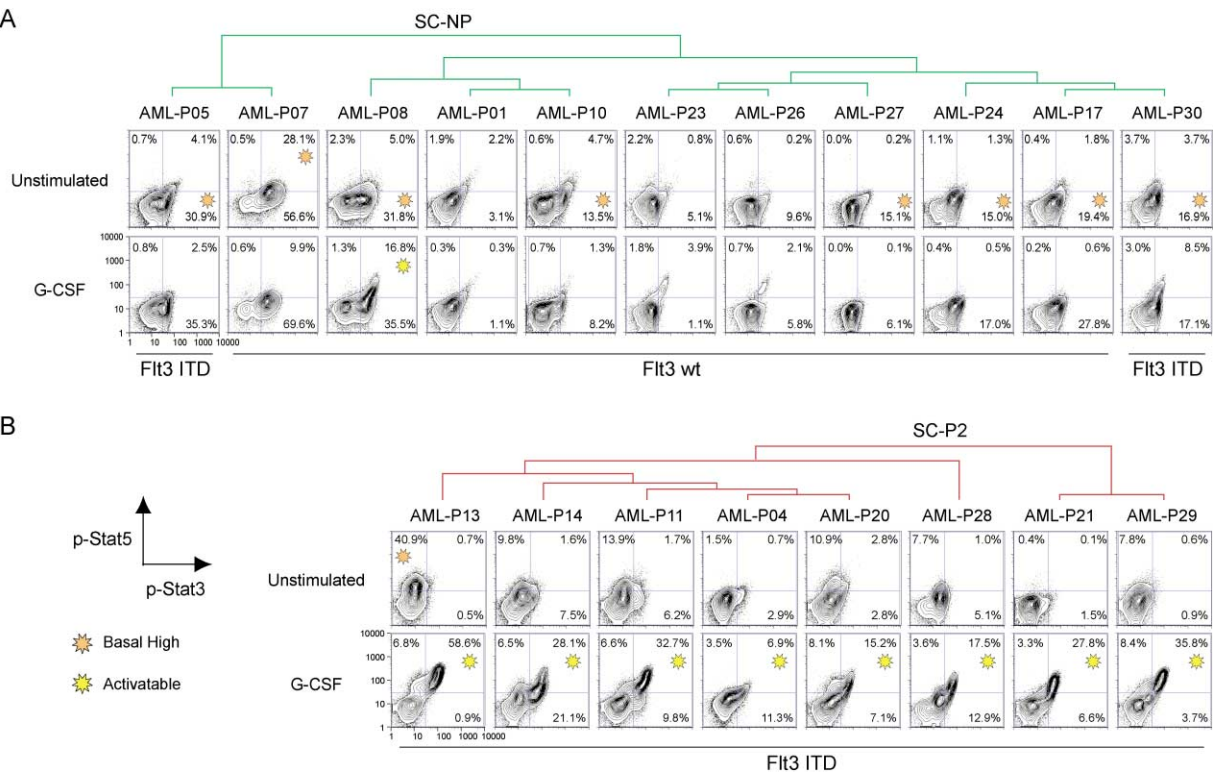 A
SC-NP
AML-P05 AML-P07 AML-P08 AML-P01 AML-P10 AML-P23 AML-P26 AML-P27 AML-P24 AML-P17 AML-P30
0.7% 4.1% 0.5% 28.1% 2.3% 5.0% 1.9% 2.2% 0.6% 4.7% 2.2% 0.8% 0.6% 0.2% 0.0% 0.2% 1.1% 1.3% 0.4% 1.8% 3.7% 3.7%
Unstimulated
30.9% 56.6% 31.8% 3.1% 13.5% 5.1% 9.6% 15.1% 15.0% 19.4% 16.9%
10000 0.8% 2.5% 0.6% 9.9% 1.3% 16.8% 0.3% 0.3% 0.7% 1.3% 1.8% 3.9% 0.7% 2.1% 0.0% 0.1% 0.4% 0.5% 0.2% 0.6% 3.0% 8.5%
1000
G-CSF
100
10
35.3% 69.6% 35.5% 1.1% 8.2% 1.1% 5.8% 6.1% 17.0% 27.8% 17.1%
1
1 10 100 1000 10000
Flt3 ITD Flt3 wt Flt3 ITD
B
SC-P2
AML-P13 AML-P14 AML-P11 AML-P04 AML-P20 AML-P28 AML-P21 AML-P29
40.9% 0.7% 9.8% 1.6% 13.9% 1.7% 1.5% 0.7% 10.9% 2.8% 7.7% 1.0% 0.4% 0.1% 7.8% 0.6%
p-Stat5
p-Stat3
Unstimulated
0.5% 7.5% 6.2% 2.9% 2.8% 5.1% 1.5% 0.9%
Basal High
10000 6.8% 58.6% 6.5% 28.1% 6.6% 32.7% 3.5% 6.9% 8.1% 15.2% 3.6% 17.5% 3.3% 27.8% 8.4% 35.8%
1000
Activatable
G-CSF
100
10
0.9% 21.1% 9.8% 11.3% 7.1% 12.9% 6.6% 3.7%
1
1 10 100 1000 10000
Flt3 ITD